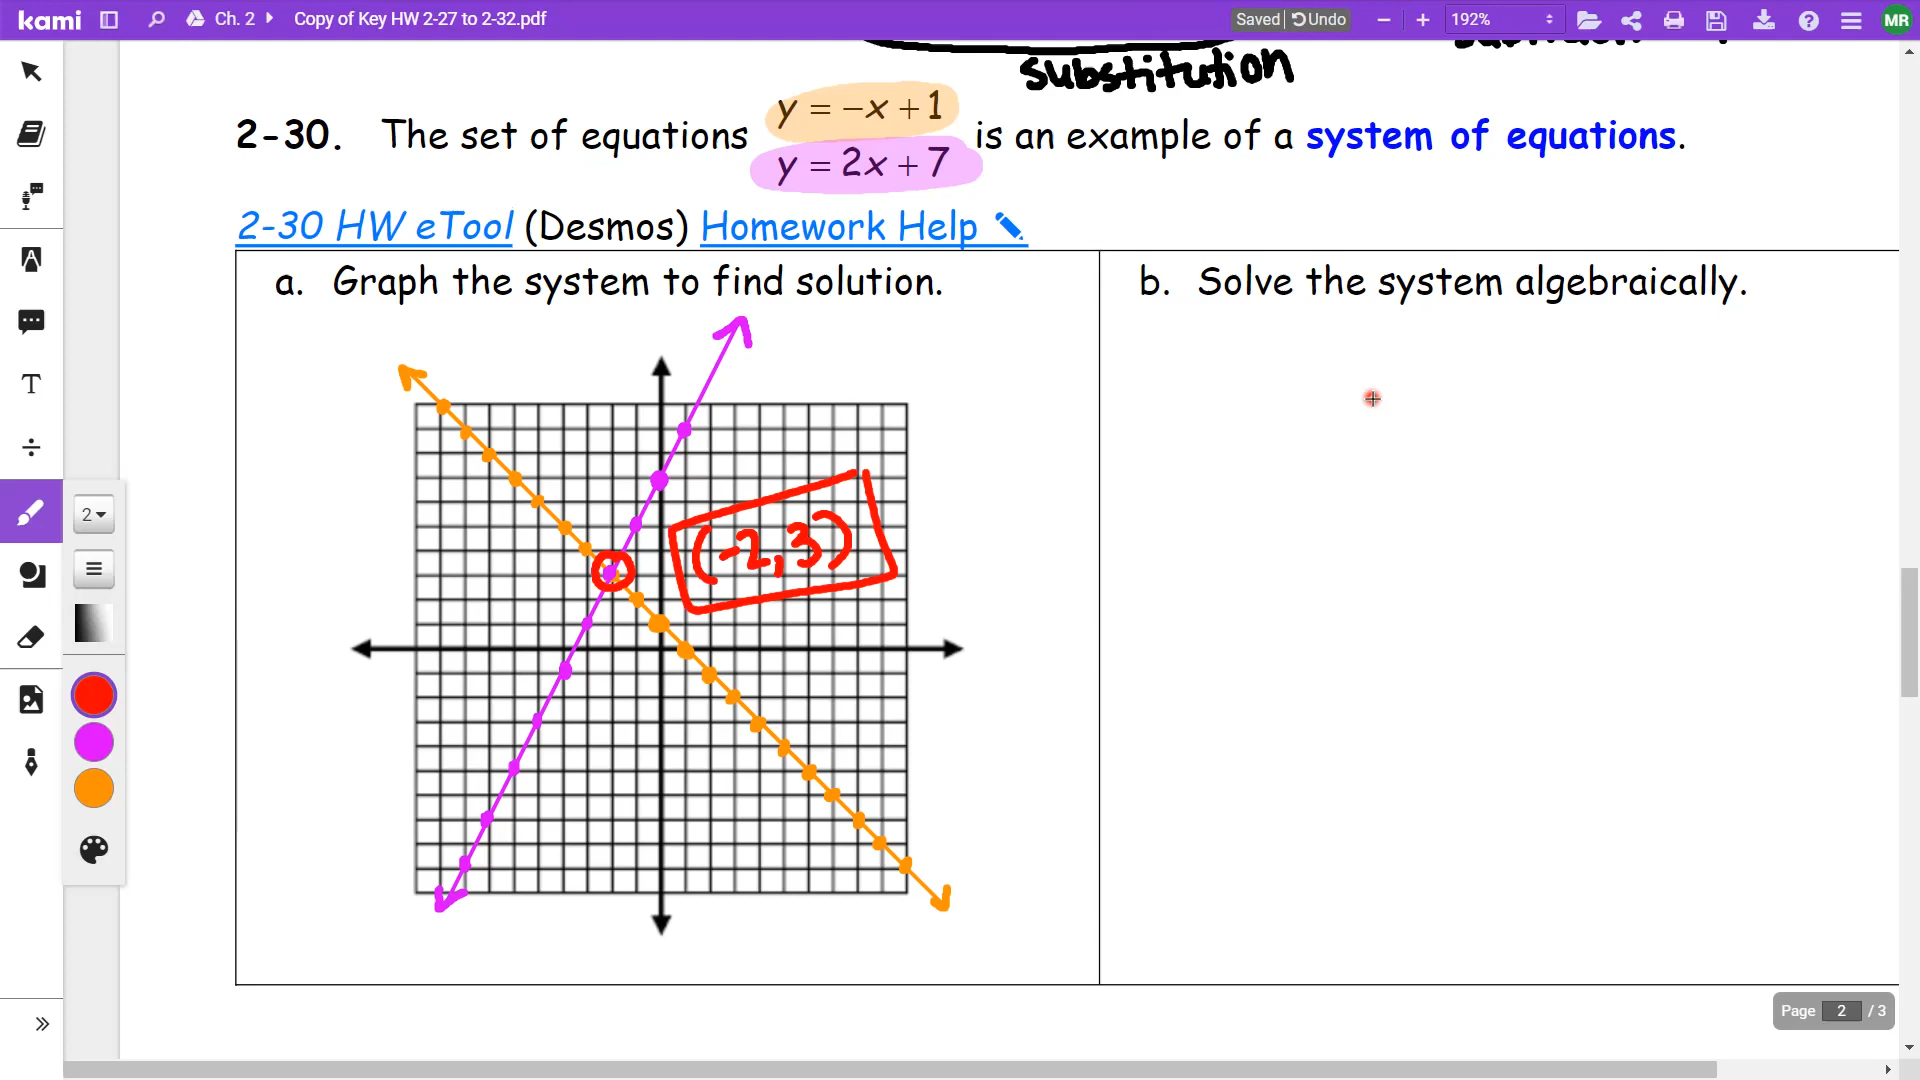 kami Ch. 2 Copy of Key HW 2-27 to 2-32.pdf Saved Undo 192% MR
substitution
2-30. The set of equations y = −x + 1 is an example of a system of equations.
y = 2x + 7
2-30 HW eTool (Desmos) Homework Help
a. Graph the system to find solution.
b. Solve the system algebraically.
(-2, 3)
2
Page 2 / 3